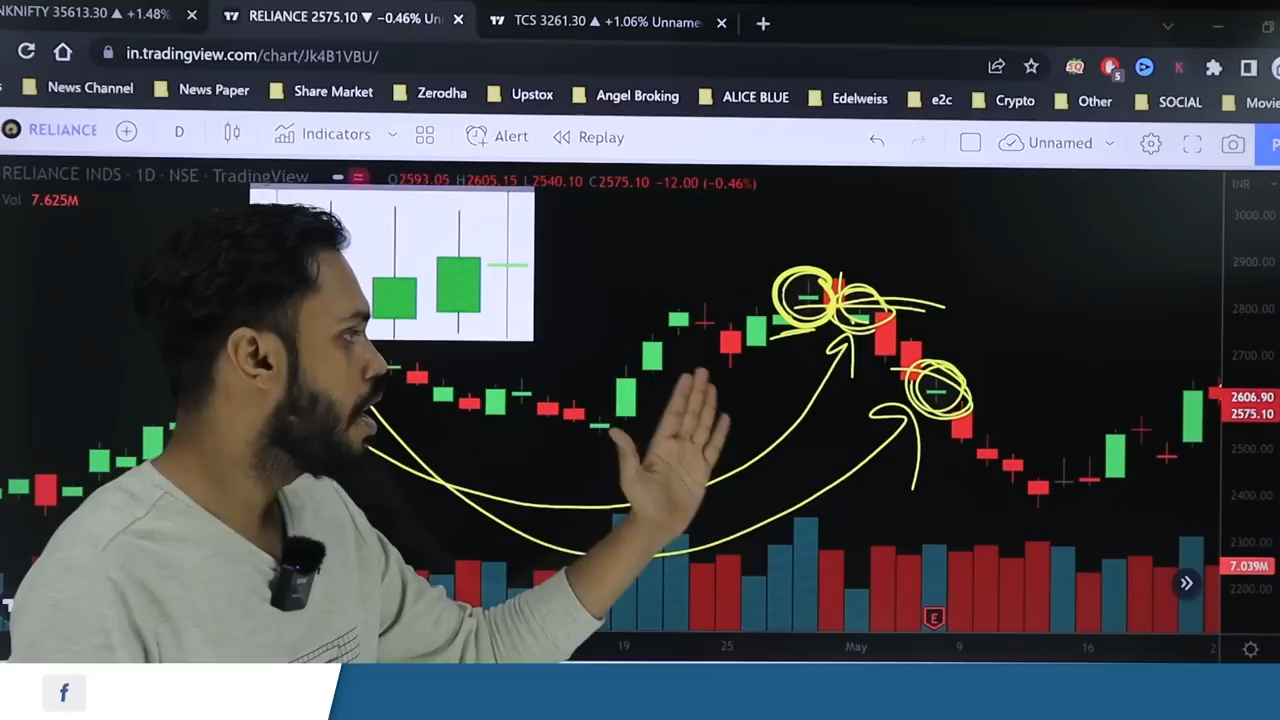 NKNIFTY 35613.30 ▲ +1.48%
RELIANCE 2575.10 ▼ −0.46% Un
TCS 3261.30 ▲ +1.06% Unname
in.tradingview.com/chart/Jk4B1VBU/
5
News Channel News Paper Share Market Zerodha Upstox Angel Broking ALICE BLUE Edelweiss e2c Crypto Other SOCIAL Movie
RELIANCE D Indicators Alert Replay Unnamed P
RELIANCE INDS · 1D · NSE · TradingView O2593.05 H2605.15 L2540.10 C2575.10 −12.00 (−0.46%)
INR
Vol 7.625M
3000.00
2900.00
2800.00
2700.00
2606.90
2575.10
2500.00
2400.00
2300.00
7.039M
2200.00
E
19 25 May 9 16 2
f